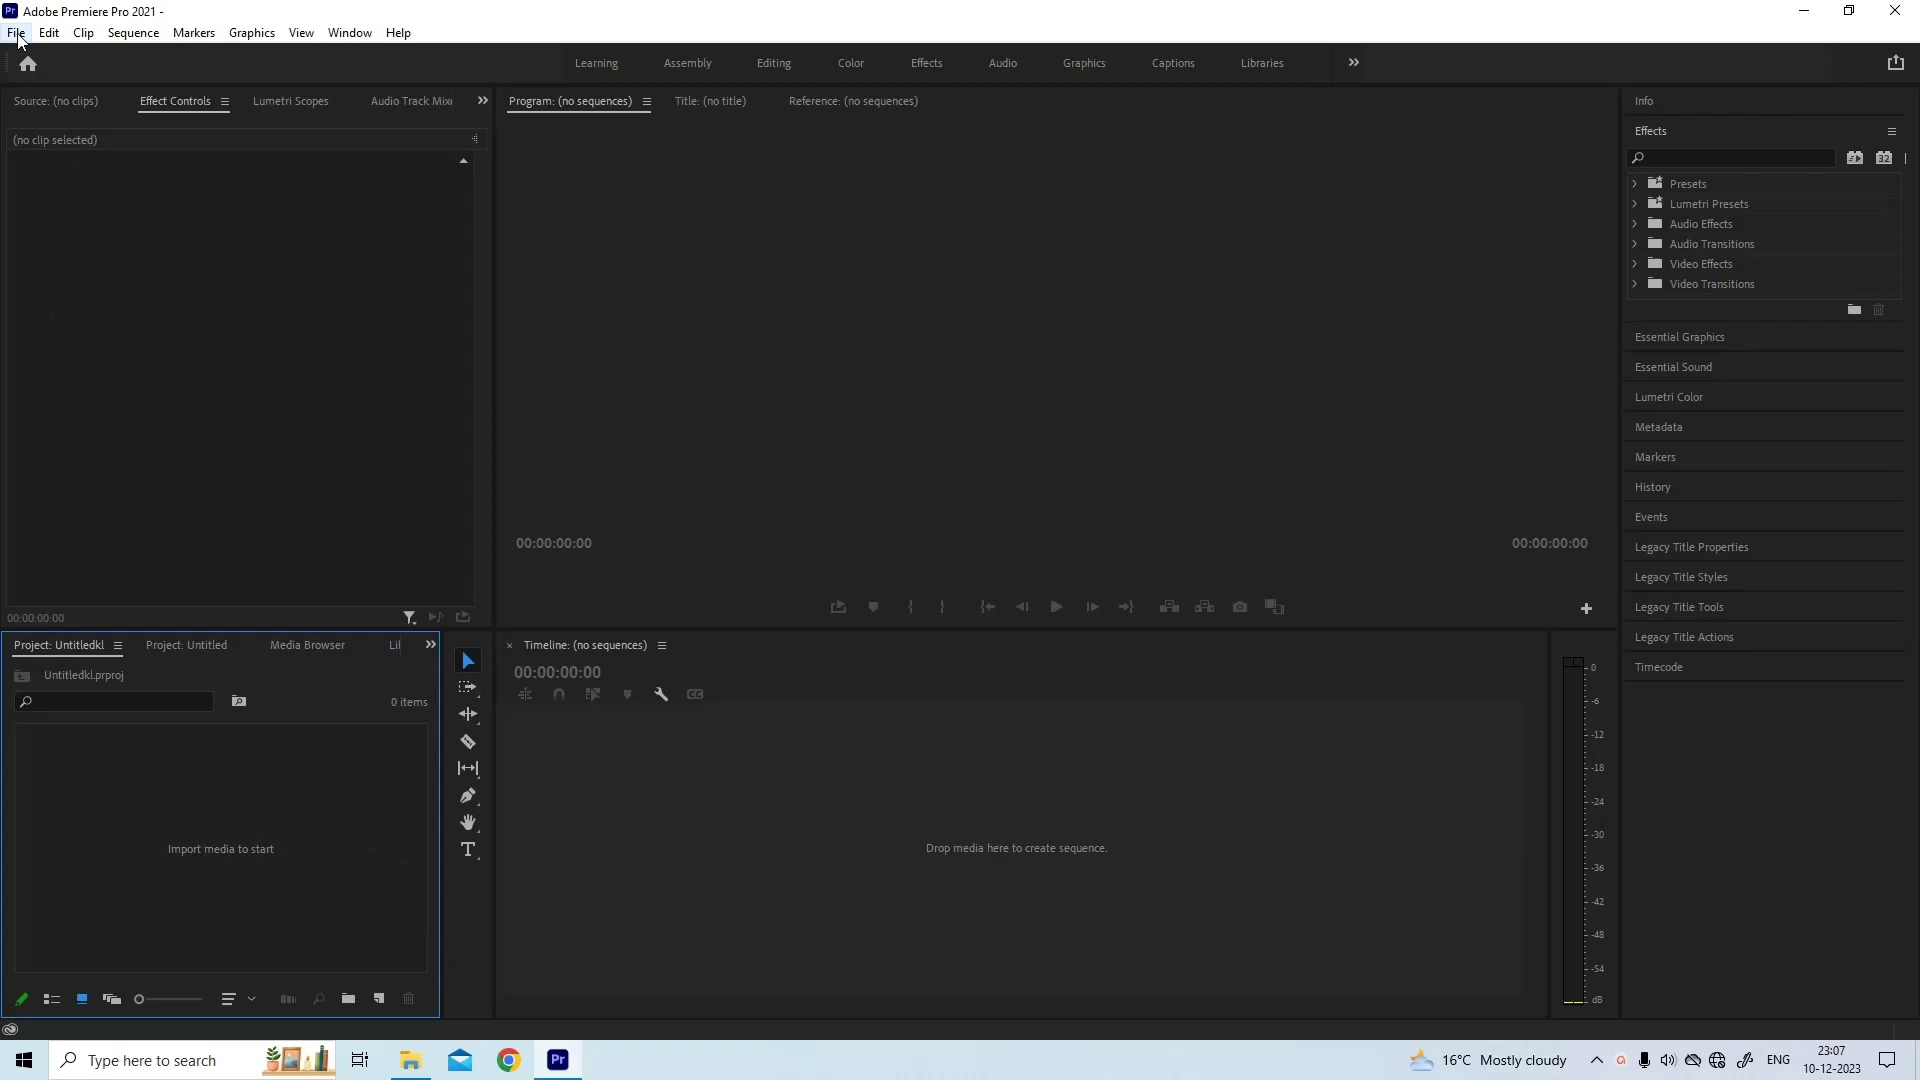 Pr Adobe Premiere Pro 2021 -
File Edit Clip Sequence Markers Graphics View Window Help
Learning Assembly Editing Color Effects Audio Graphics Captions Libraries
Source: (no clips) Effect Controls Lumetri Scopes Audio Track Mix
Program: (no sequences) Title: (no title) Reference: (no sequences)
(no clip selected)
00:00:00:00
00:00:00:00 00:00:00:00
Info
Effects
32
Presets
Lumetri Presets
Audio Effects
Audio Transitions
Video Effects
Video Transitions
Essential Graphics
Essential Sound
Lumetri Color
Metadata
Markers
History
Events
Legacy Title Properties
Legacy Title Styles
Legacy Title Tools
Legacy Title Actions
Timecode
Project: Untitledkl Project: Untitled Media Browser Lil
Untitledkl.prproj
0 items
Import media to start
Timeline: (no sequences)
00:00:00:00
CC
Drop media here to create sequence.
0
-6
-12
-18
-24
-30
-36
-42
-48
-54
dB
Type here to search
Pr
16°C Mostly cloudy
ENG
23:07
10-12-2023